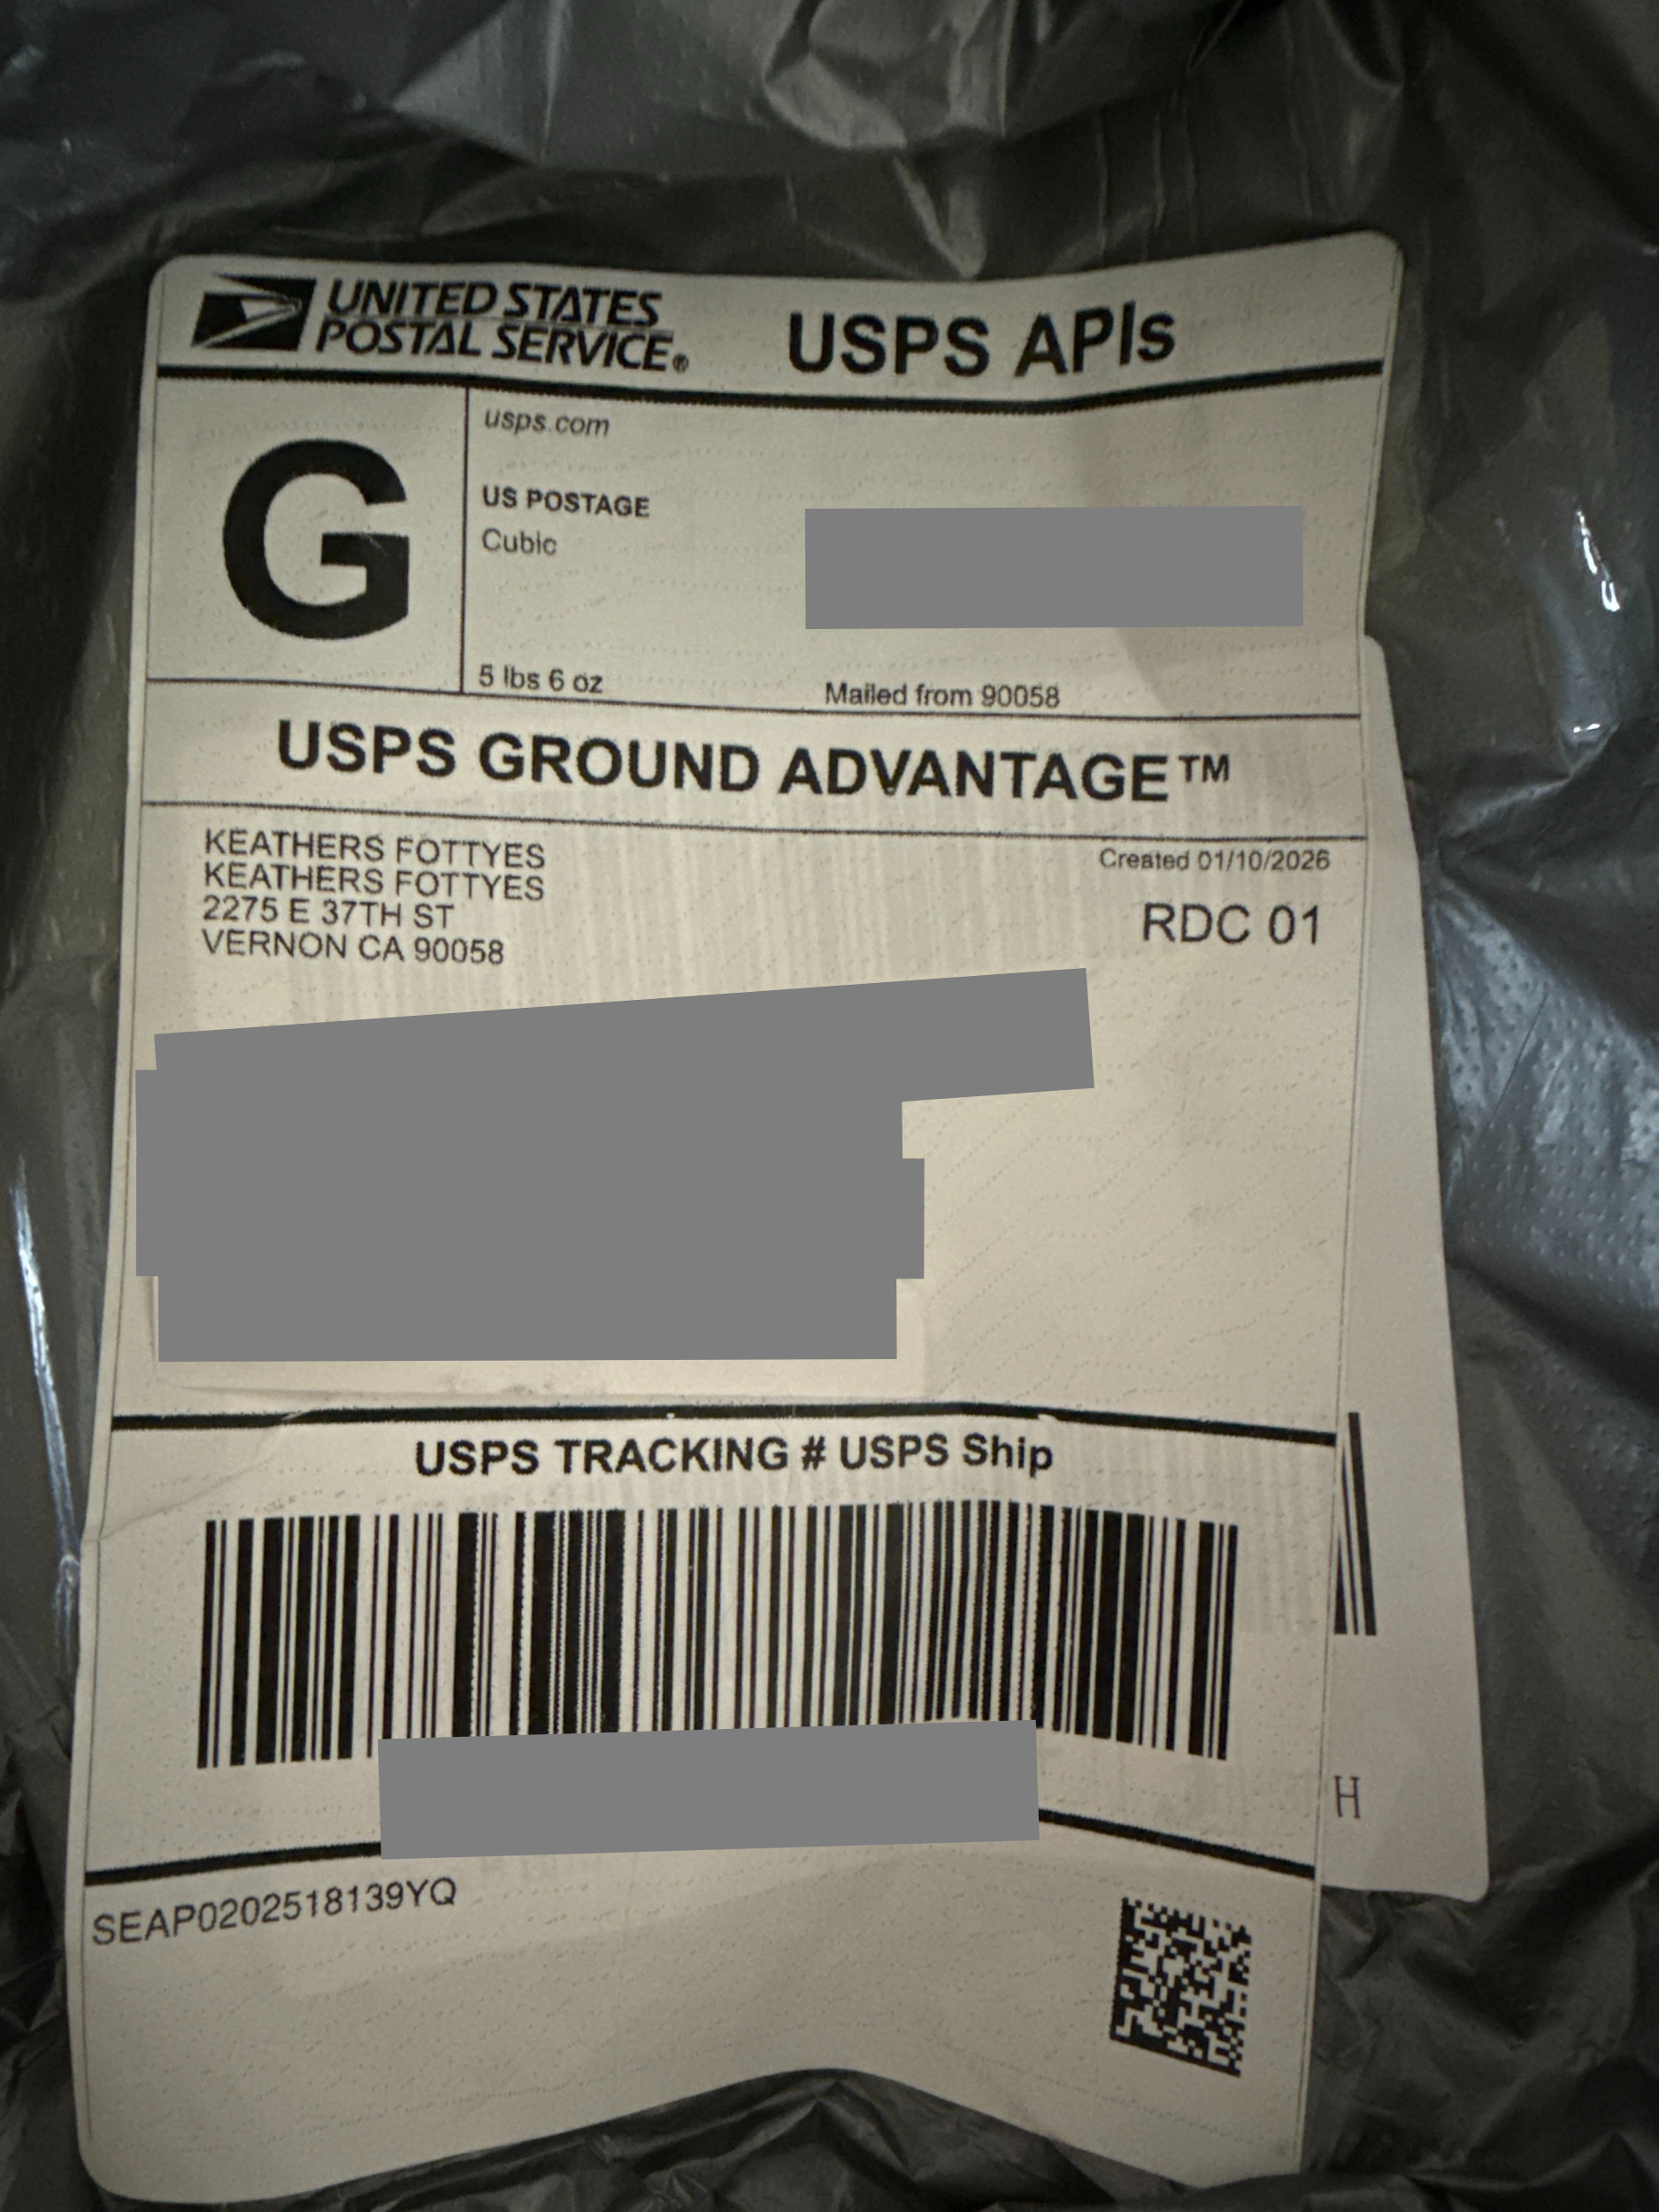 UNITED STATES
POSTAL SERVICE®
USPS APIs
G
usps.com
US POSTAGE
Cubic
5 lbs 6 oz
Mailed from 90058
USPS GROUND ADVANTAGE™
KEATHERS FOTTYES
KEATHERS FOTTYES
2275 E 37TH ST
VERNON CA 90058
Created 01/10/2026
RDC 01
USPS TRACKING # USPS Ship
H
SEAP0202518139YQ